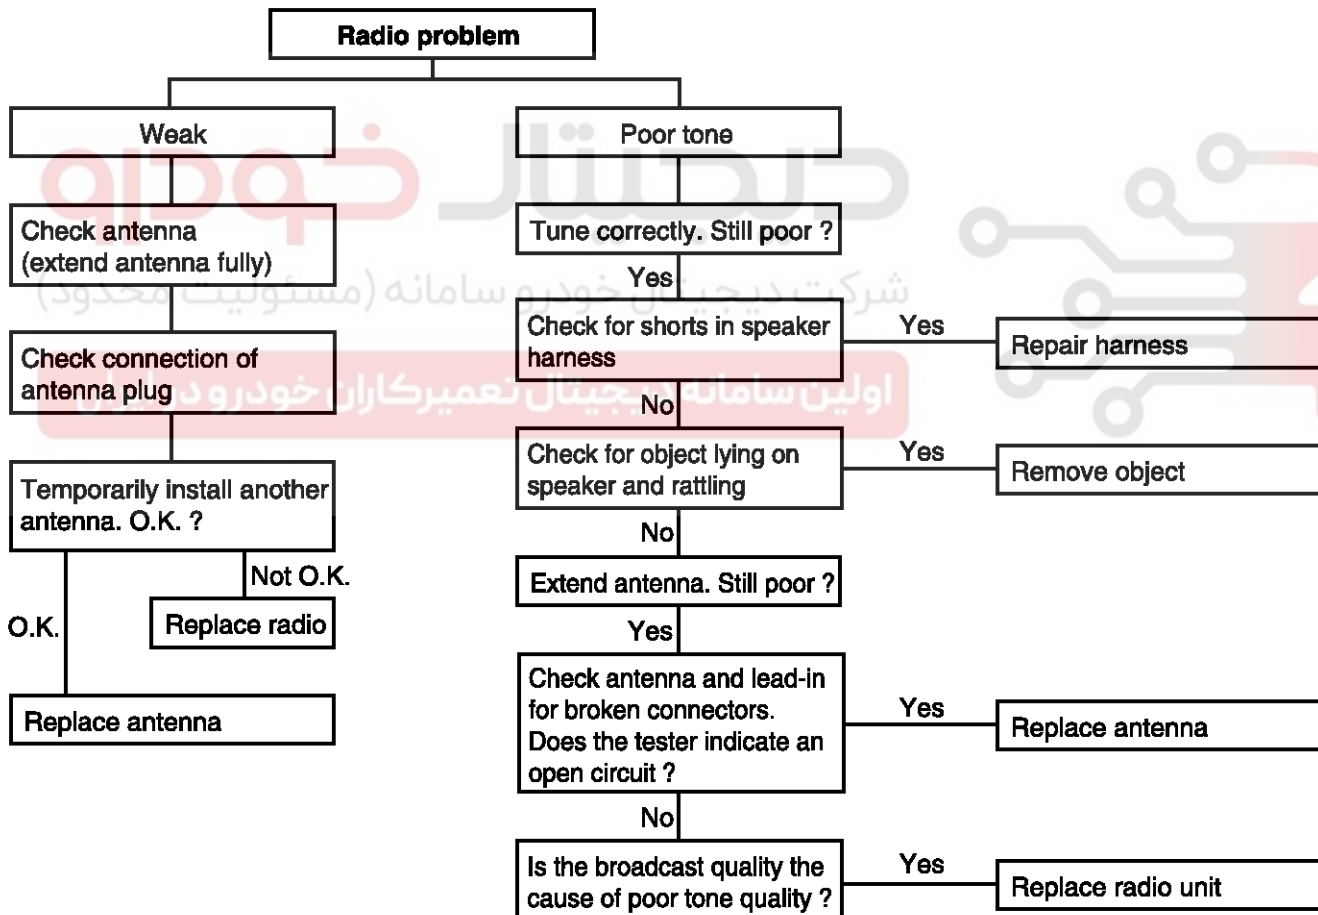 Radio problem
Weak
Check antenna
(extend antenna fully)
Check connection of
antenna plug
Temporarily install another
antenna. O.K. ?
Not O.K.
Replace radio
O.K.
Replace antenna
Poor tone
Tune correctly. Still poor ?
Yes
Check for shorts in speaker
harness
Yes
Repair harness
No
Check for object lying on
speaker and rattling
Yes
Remove object
No
Extend antenna. Still poor ?
Yes
Check antenna and lead-in
for broken connectors.
Does the tester indicate an
open circuit ?
Yes
Replace antenna
No
Is the broadcast quality the
cause of poor tone quality ?
Yes
Replace radio unit
دیجیتال خودرو
شرکت دیجیتال خودرو سامانه (مسئولیت محدود)
اولین سامانه دیجیتال تعمیرکاران خودرو در ایران